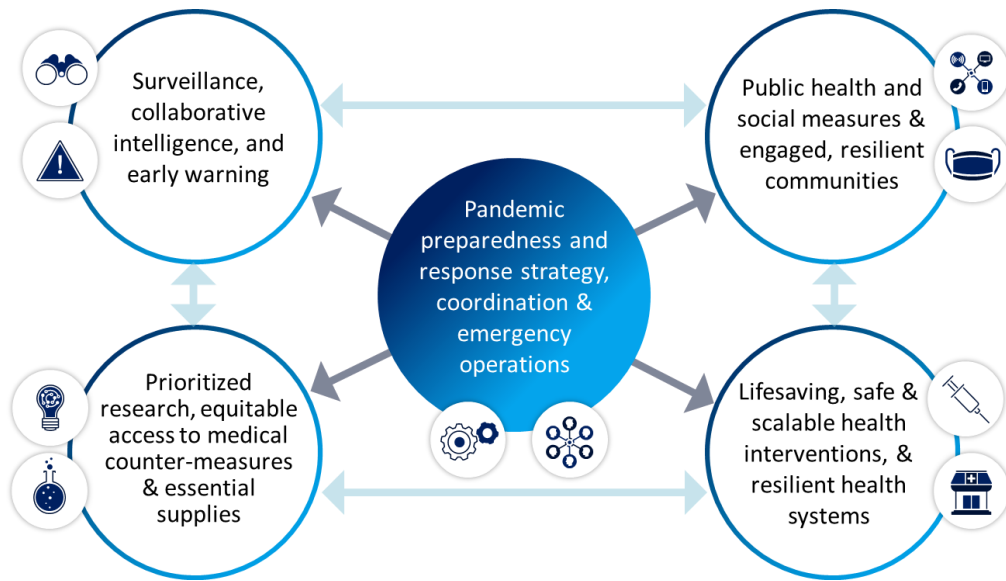 Surveillance,
collaborative
intelligence, and
early warning
Public health and
social measures &
engaged, resilient
communities
Pandemic
preparedness and
response strategy,
coordination &
emergency
operations
Prioritized
research, equitable
access to medical
counter-measures
& essential
supplies
Lifesaving, safe &
scalable health
interventions, &
resilient health
systems